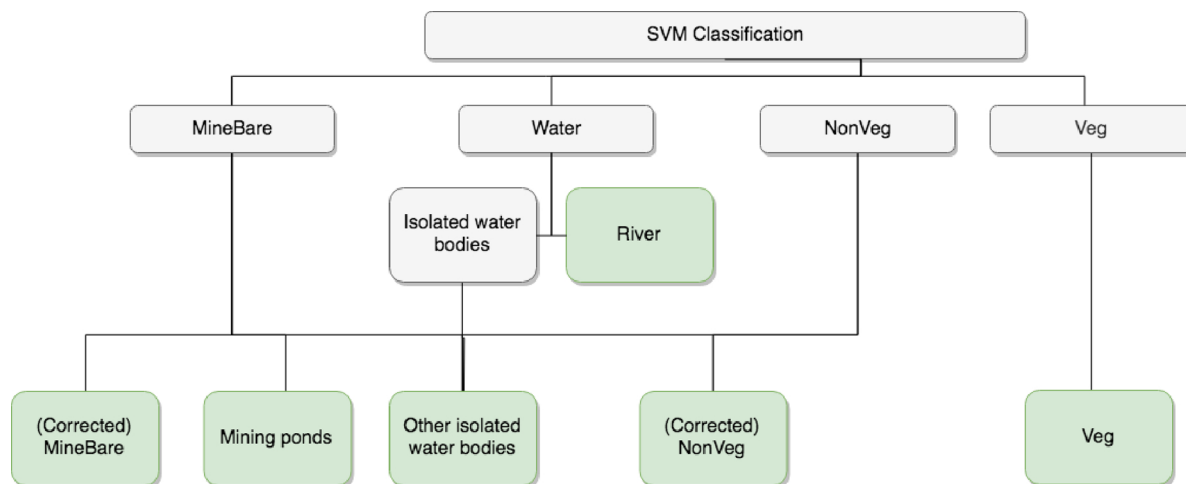 SVM Classification
MineBare
Water
NonVeg
Veg
Isolated water
bodies
River
(Corrected)
MineBare
Mining ponds
Other isolated
water bodies
(Corrected)
NonVeg
Veg